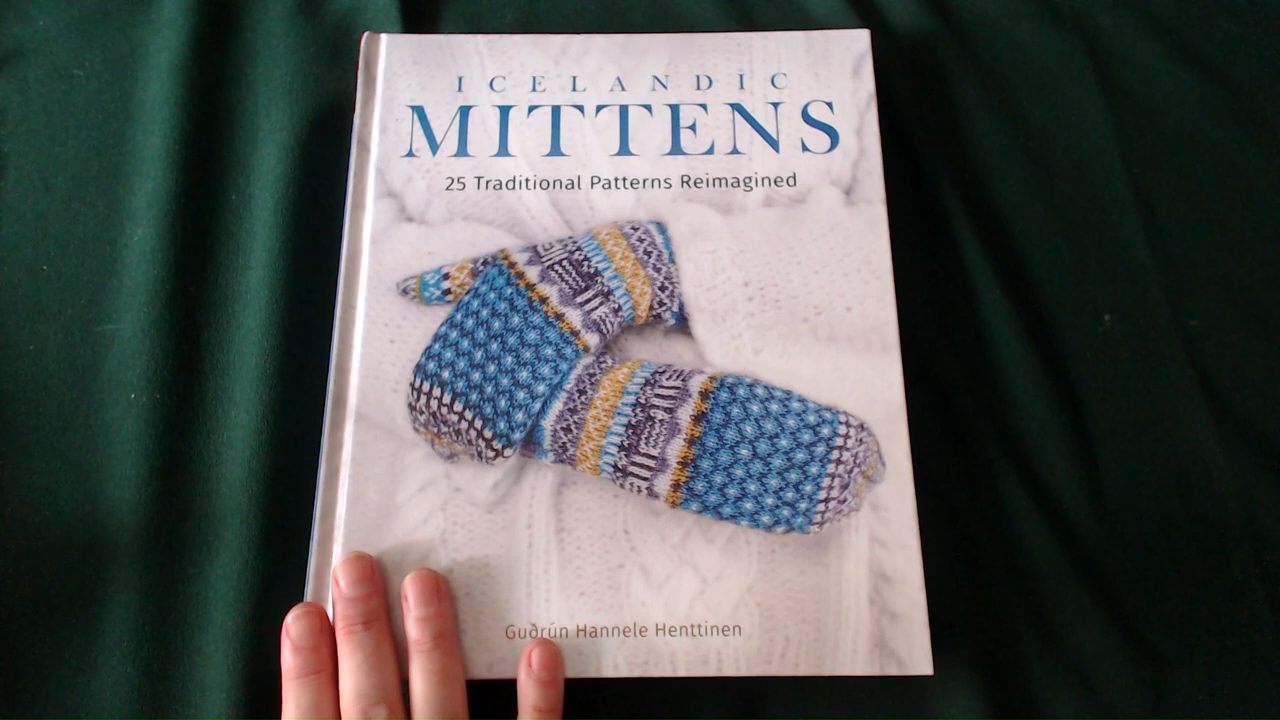 ICELANDIC
MITTENS
25 Traditional Patterns Reimagined
Guðrún Hannele Henttinen